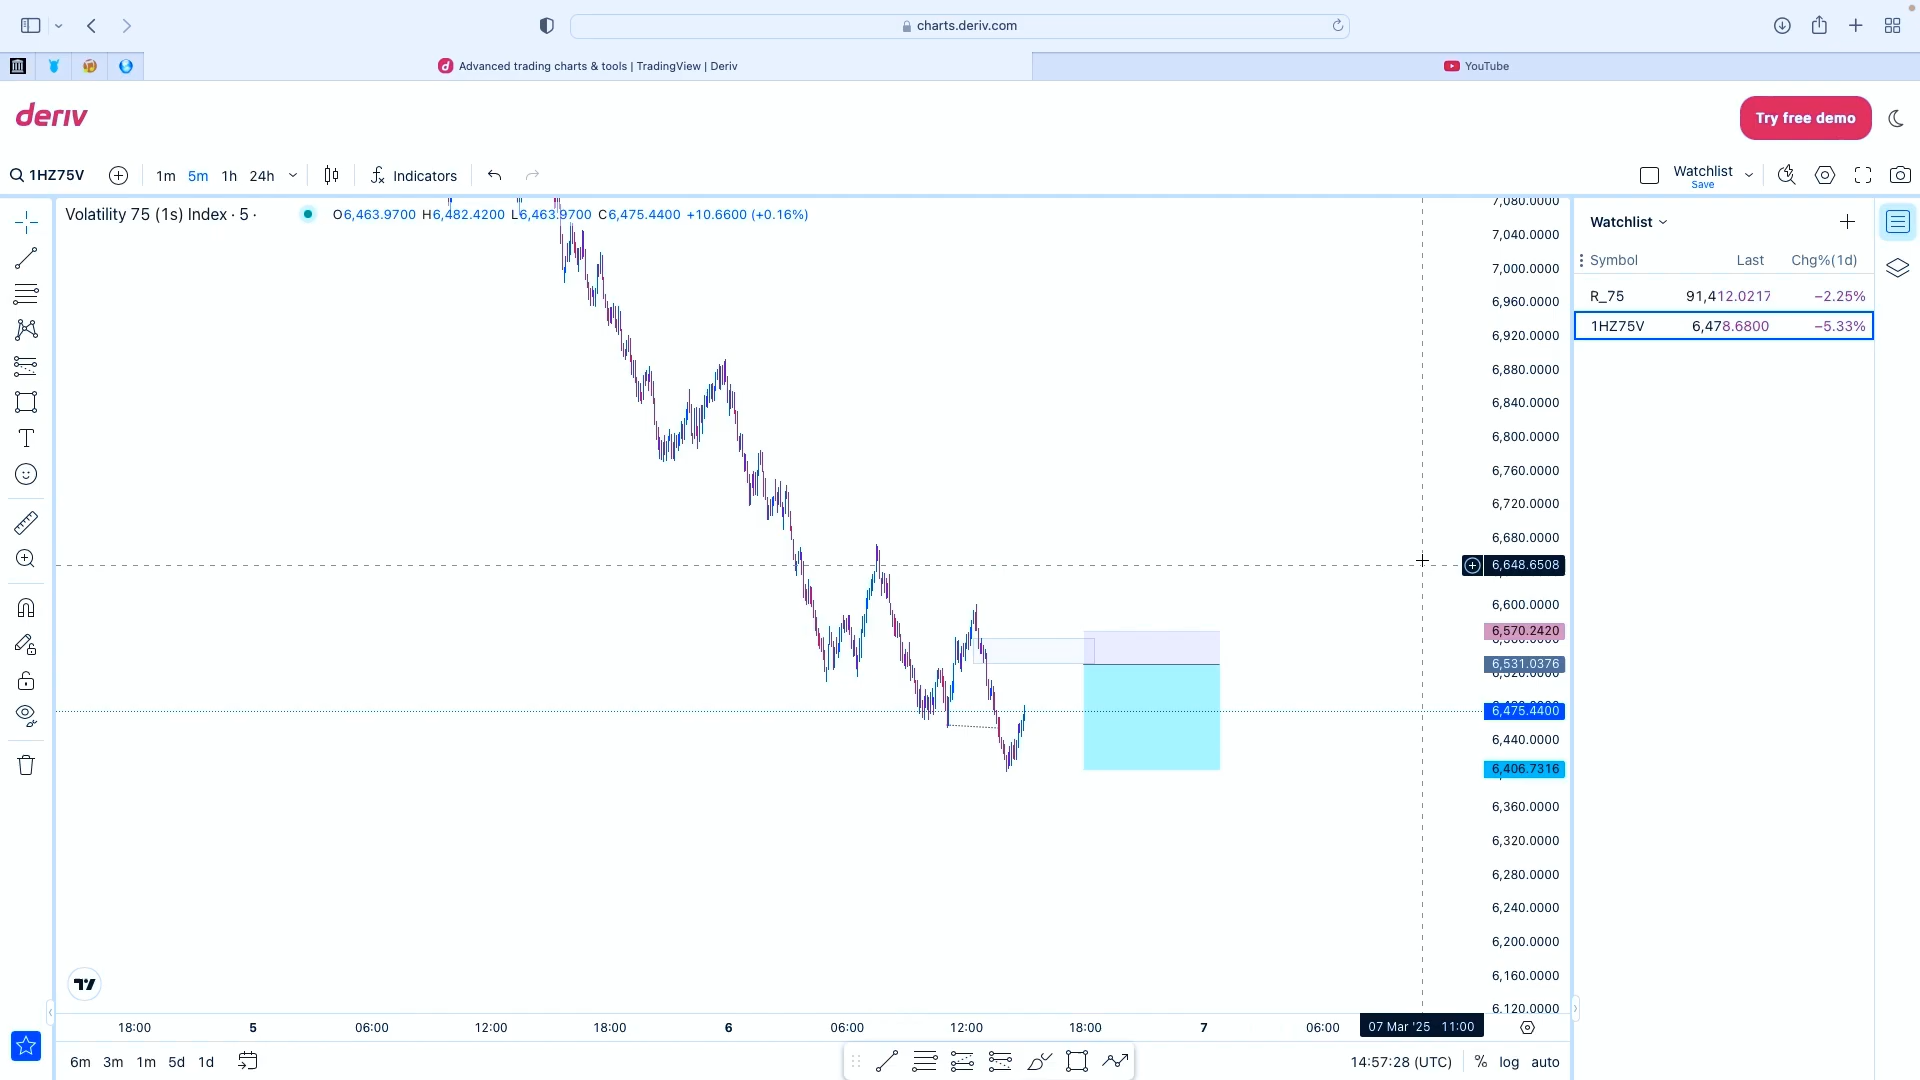 charts.deriv.com
Advanced trading charts & tools | TradingView | Deriv
YouTube
deriv
Try free demo
1HZ75V
1m 5m 1h 24h
Indicators
Watchlist
Save
Volatility 75 (1s) Index · 5 ·
O6,463.9700 H6,482.4200 L6,463.9700 C6,475.4400 +10.6600 (+0.16%)
7,080.0000
7,040.0000
7,000.0000
6,960.0000
6,920.0000
6,880.0000
6,840.0000
6,800.0000
6,760.0000
6,720.0000
6,680.0000
6,648.6508
6,600.0000
6,570.2420
6,531.0376
6,475.4400
6,440.0000
6,406.7316
6,360.0000
6,320.0000
6,280.0000
6,240.0000
6,200.0000
6,160.0000
6,120.0000
Watchlist
Symbol Last Chg%(1d)
R_75 91,412.0217 −2.25%
1HZ75V 6,478.6800 −5.33%
18:00 5 06:00 12:00 18:00 6 06:00 12:00 18:00 7 06:00 07 Mar '25 11:00
6m 3m 1m 5d 1d
14:57:28 (UTC) % log auto